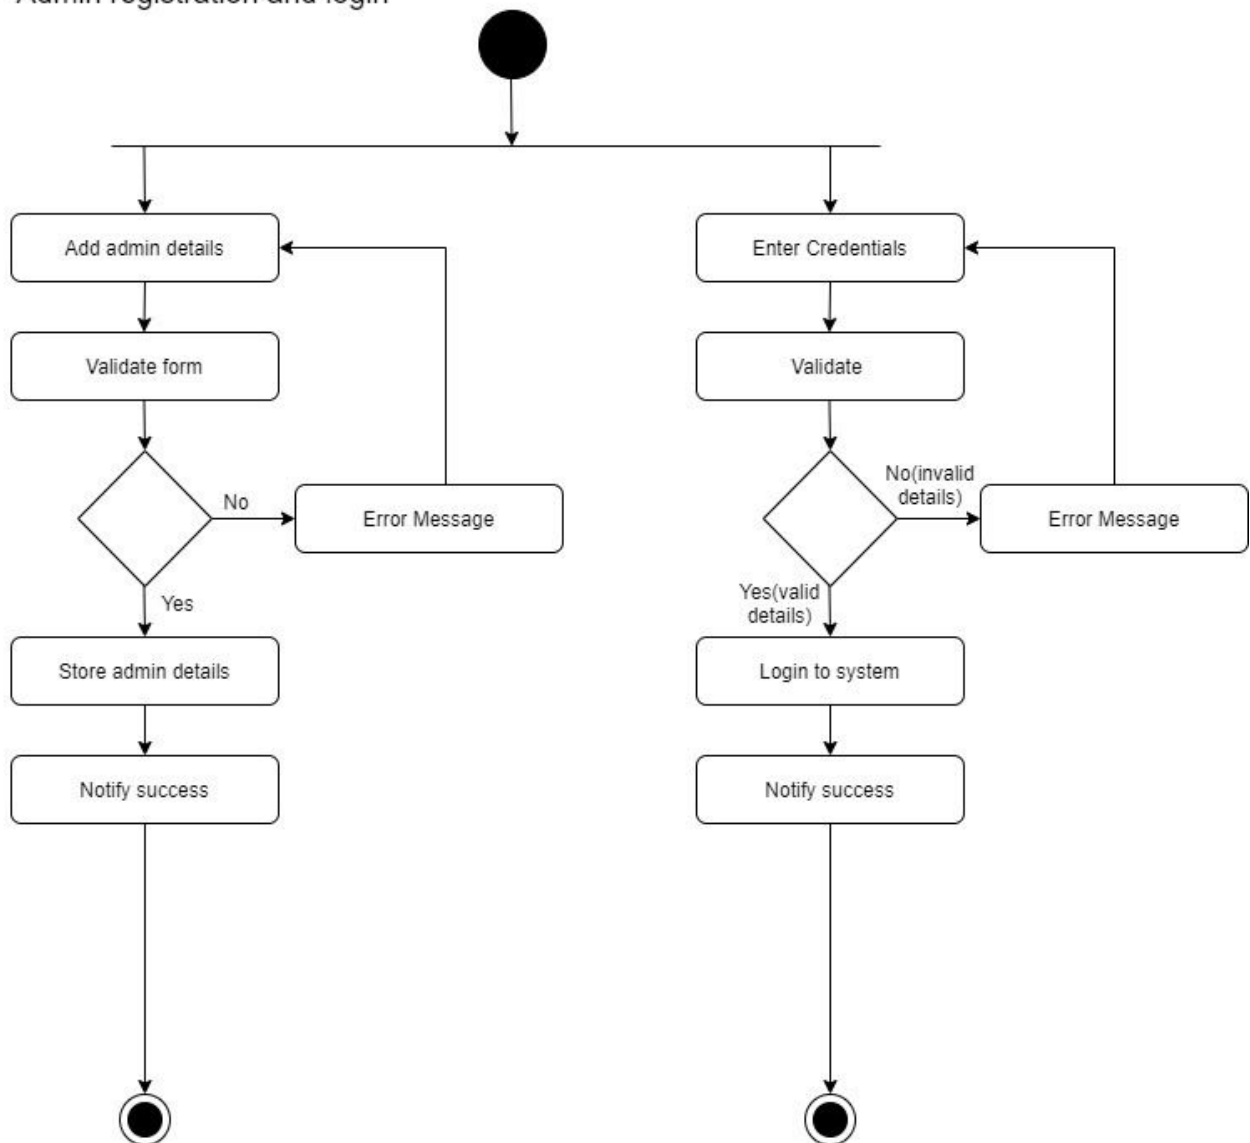 Admin registration and login
Add admin details
Validate form
No
Error Message
Yes
Store admin details
Notify success
Enter Credentials
Validate
No(invalid
details)
Error Message
Yes(valid
details)
Login to system
Notify success